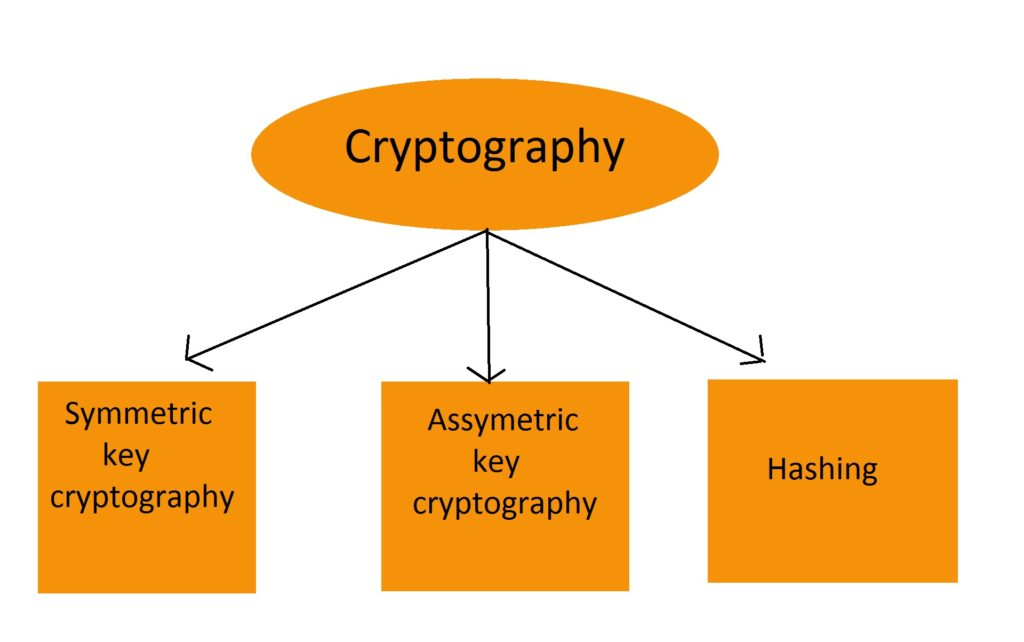 Cryptography
Symmetric
key
cryptography
Assymetric
key
cryptography
Hashing